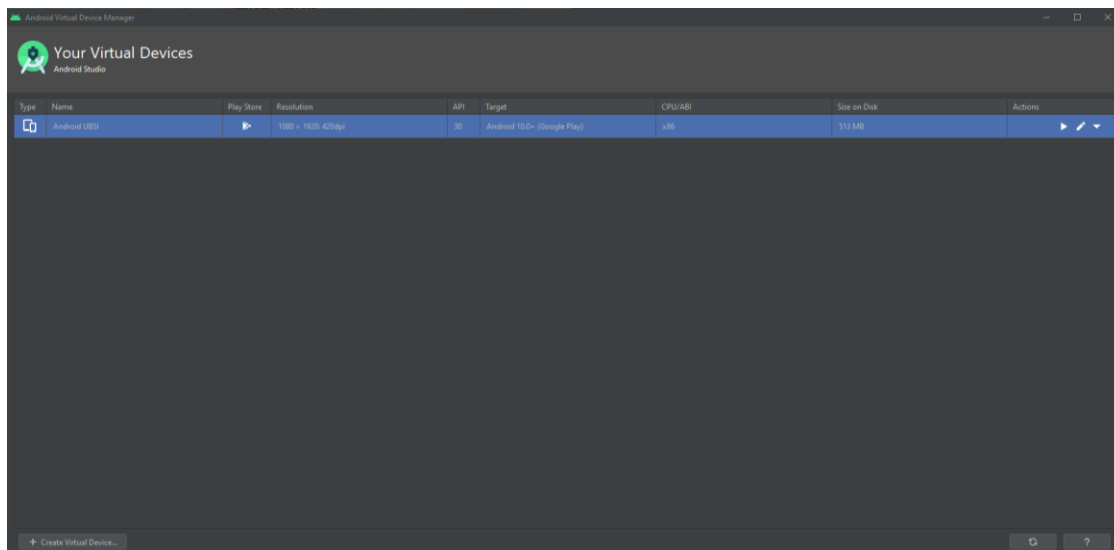 Android Virtual Device Manager
Your Virtual Devices
Android Studio
Type Name Play Store Resolution API Target CPU/ABI Size on Disk Actions
Android UBSI 1080 × 1920: 420dpi 30 Android 10.0+ (Google Play) x86 513 MB
+ Create Virtual Device...
?